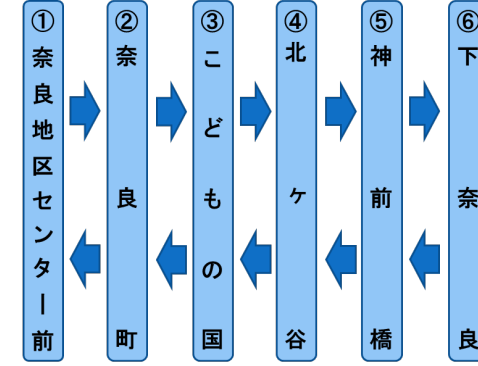 ①奈良地区センター前
②奈良町
③こどもの国
④北ヶ谷
⑤神前橋
⑥下奈良